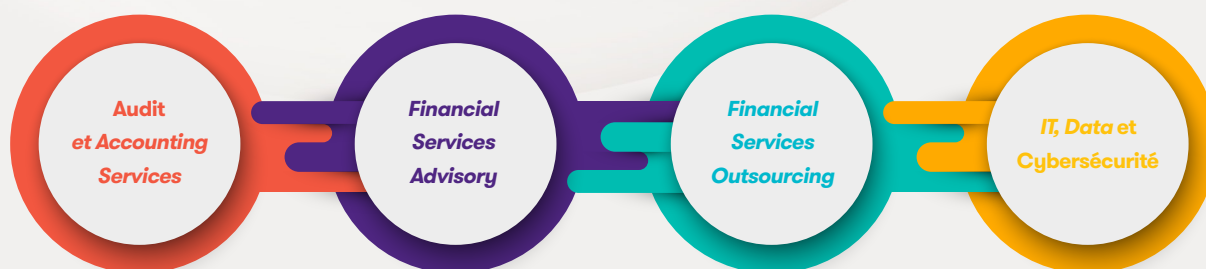 Audit
et Accounting
Services
Financial
Services
Advisory
Financial
Services
Outsourcing
IT, Data et
Cybersécurité